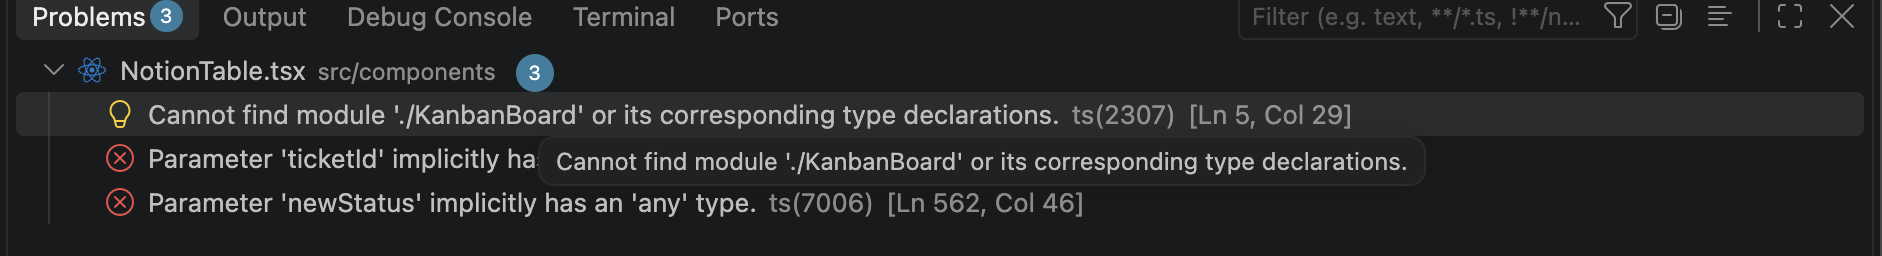 Problems 3 Output Debug Console Terminal Ports Filter (e.g. text, **/*.ts, !**/n...
NotionTable.tsx src/components 3
Cannot find module './KanbanBoard' or its corresponding type declarations. ts(2307) [Ln 5, Col 29]
Parameter 'ticketId' implicitly ha
Cannot find module './KanbanBoard' or its corresponding type declarations.
Parameter 'newStatus' implicitly has an 'any' type. ts(7006) [Ln 562, Col 46]